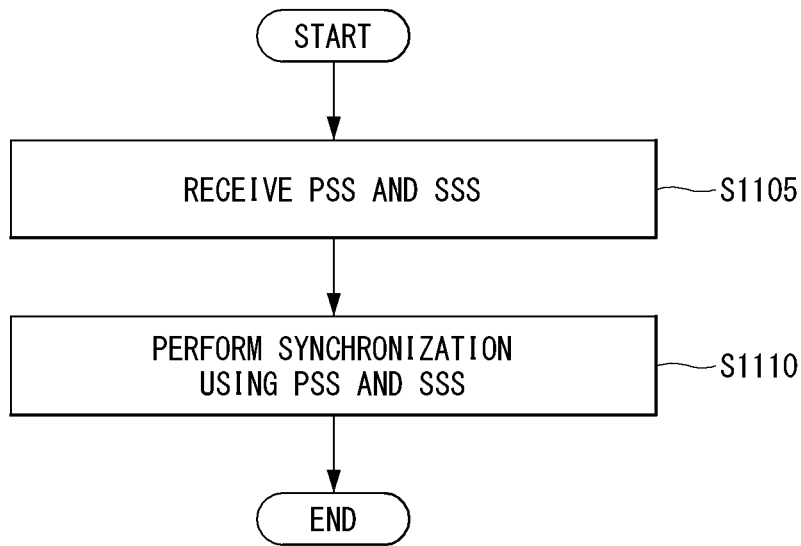 START
RECEIVE PSS AND SSS
S1105
PERFORM SYNCHRONIZATION
USING PSS AND SSS
S1110
END